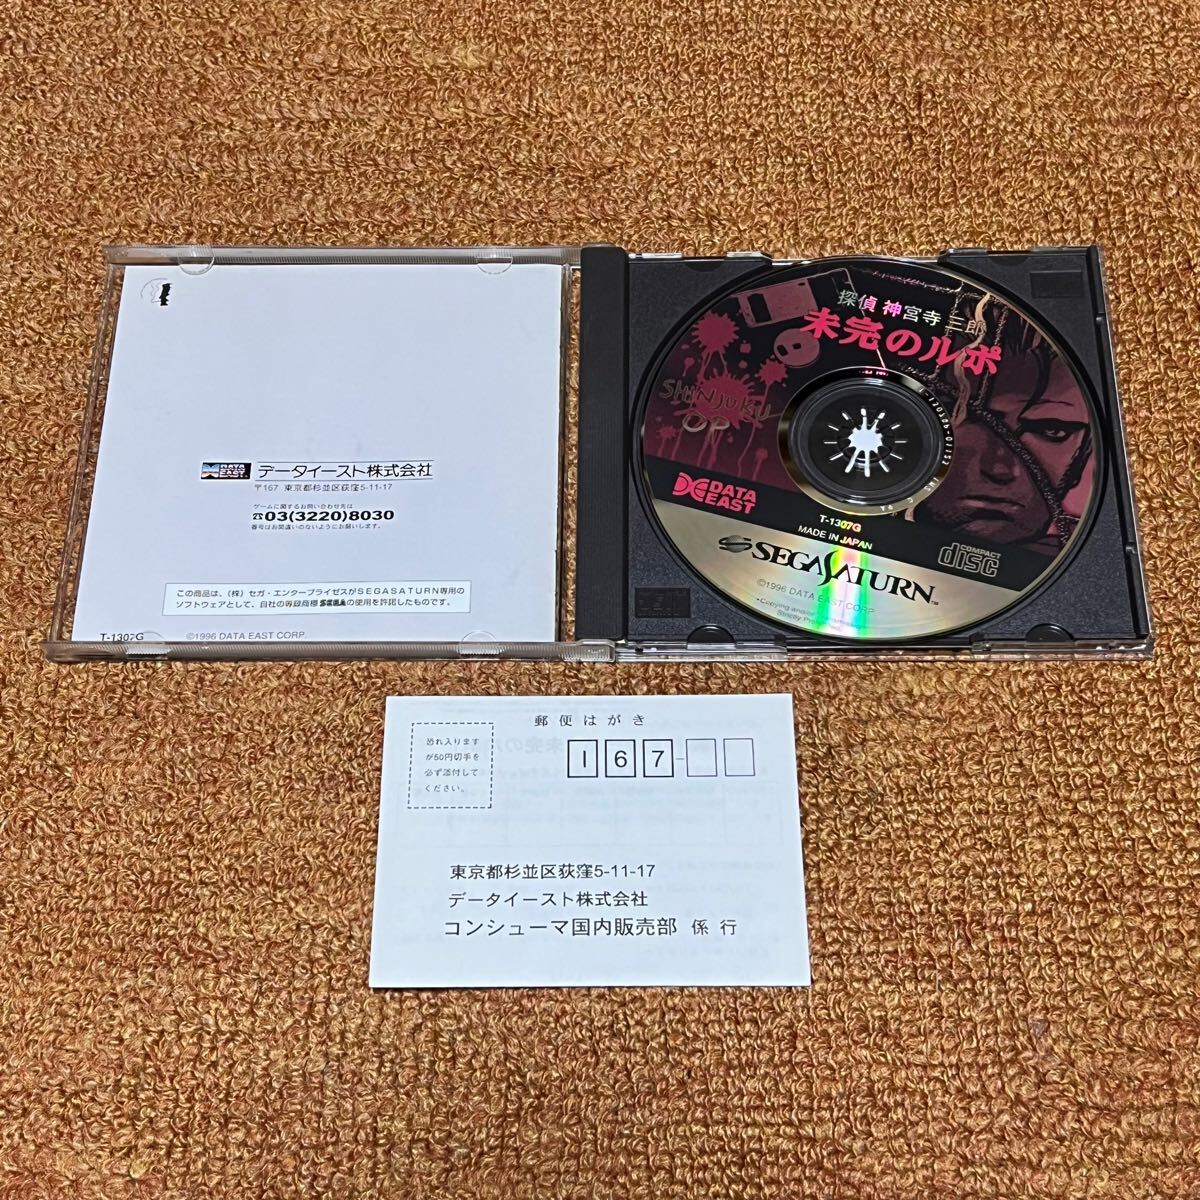 DATA EAST データイースト株式会社
〒167 東京都杉並区荻窪5-11-17
ゲームに関するお問い合わせ先は
☎03(3220)8030
番号はお間違いのないようにお願いします。
この商品は、(株)セガ・エンタープライゼスがSEGASATURN専用の
ソフトウェアとして、自社の等録商標SEGAの使用を許諾したものです。
T-1307G ©1996 DATA EAST CORP.
探偵 神宮寺 三郎
未完のルポ
SHINJUKU
OP
DATA
EAST
T-1307G
MADE IN JAPAN
COMPACT
disc
SEGASATURN™
©1996 DATA EAST CORP.
郵便はがき
恐れ入ります
が50円切手を
必ず添付して
ください。
167-
東京都杉並区荻窪5-11-17
データイースト株式会社
コンシューマ国内販売部 係 行